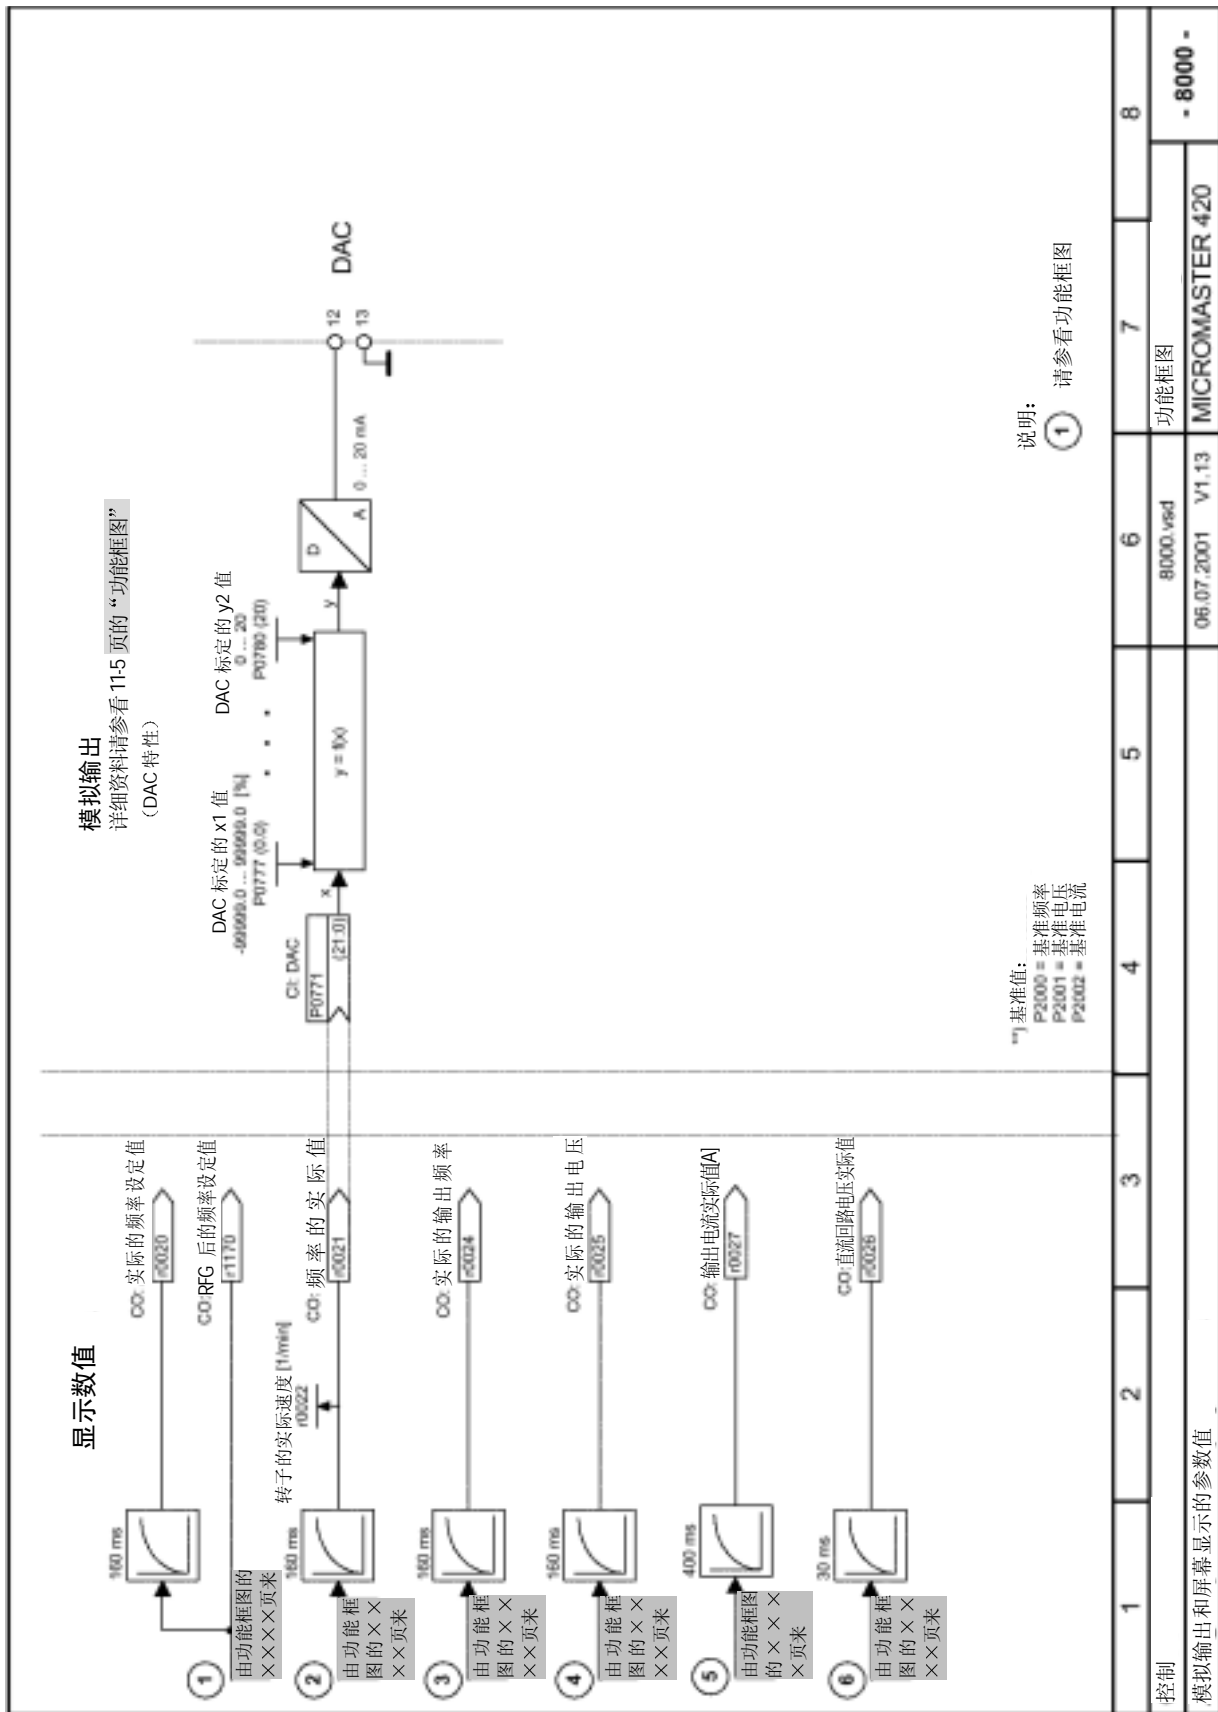 显示数值
模拟输出
详细资料请参看 11-5 页的“功能框图”
（DAC 特性）
160 ms
CO: 实际的频率设定值
r0020
CO:RFG 后的频率设定值
r1170
1
由功能框图的
××××页来
转子的实际速度 [1/min]
r0022
160 ms
CO: 频率的实际值
r0021
2
由功能框
图的××
××页来
160 ms
CO: 实际的输出频率
r0024
3
由功能框
图的××
××页来
160 ms
CO: 实际的输出电压
r0025
4
由功能框
图的××
××页来
400 ms
CO: 输出电流实际值[A]
r0027
5
由功能框图
的×××
×页来
30 ms
CO:直流回路电压实际值
r0026
6
由功能框
图的××
××页来
CI: DAC
P0771
(21:0)
DAC 标定的 x1 值
-99999.0 ... 99999.0 [%]
P0777 (0.0)
DAC 标定的 y2 值
0 ... 20
P0780 (20)
x
y = f(x)
y
D
A
0 ... 20 mA
12
13
DAC
**) 基准值：
P2000 = 基准频率
P2001 = 基准电压
P2002 = 基准电流
说明：
1 请参看功能框图
1 2 3 4 5 6 7 8
控制
8000.vsd
功能框图
- 8000 -
模拟输出和屏幕显示的参数值
06.07.2001 V1.13
MICROMASTER 420